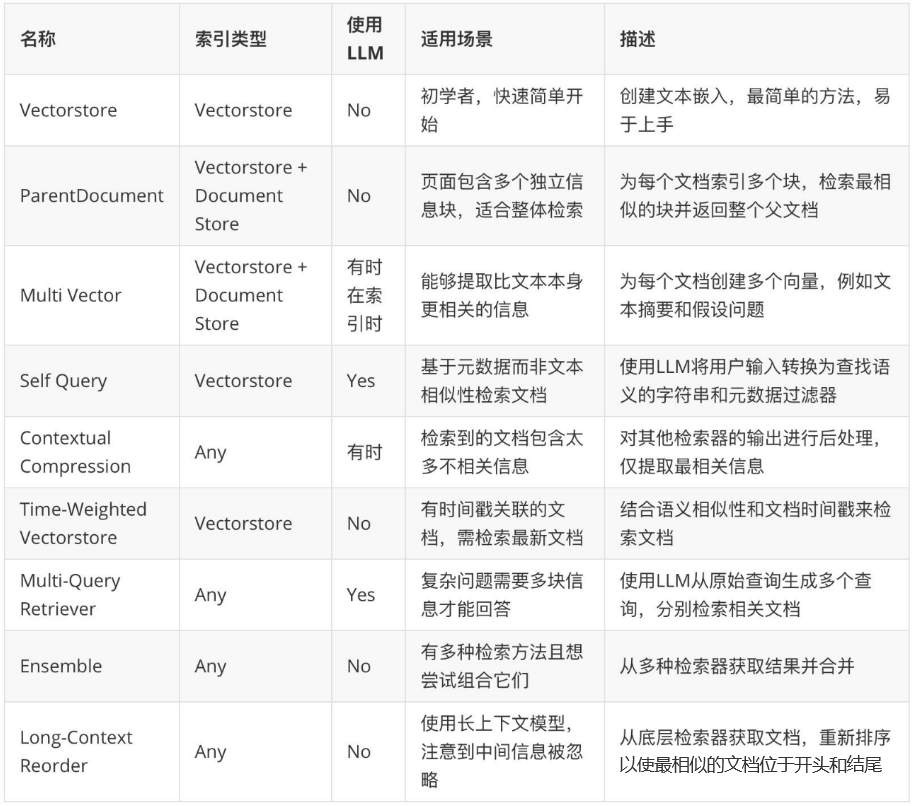 名称
索引类型
使用
LLM
适用场景
描述
Vectorstore
Vectorstore
No
初学者，快速简单开
始
创建文本嵌入，最简单的方法，易
于上手
ParentDocument
Vectorstore +
Document
Store
No
页面包含多个独立信
息块，适合整体检索
为每个文档索引多个块，检索最相
似的块并返回整个父文档
Multi Vector
Vectorstore +
Document
Store
有时
在索
引时
能够提取比文本本身
更相关的信息
为每个文档创建多个向量，例如文
本摘要和假设问题
Self Query
Vectorstore
Yes
基于元数据而非文本
相似性检索文档
使用LLM将用户输入转换为查找语
义的字符串和元数据过滤器
Contextual
Compression
Any
有时
检索到的文档包含太
多不相关信息
对其他检索器的输出进行后处理，
仅提取最相关信息
Time-Weighted
Vectorstore
Vectorstore
No
有时间戳关联的文
档，需检索最新文档
结合语义相似性和文档时间戳来检
索文档
Multi-Query
Retriever
Any
Yes
复杂问题需要多块信
息才能回答
使用LLM从原始查询生成多个查
询，分别检索相关文档
Ensemble
Any
No
有多种检索方法且想
尝试组合它们
从多种检索器获取结果并合并
Long-Context
Reorder
Any
No
使用长上下文模型，
注意到中间信息被忽
略
从底层检索器获取文档，重新排序
以使最相似的文档位于开头和结尾